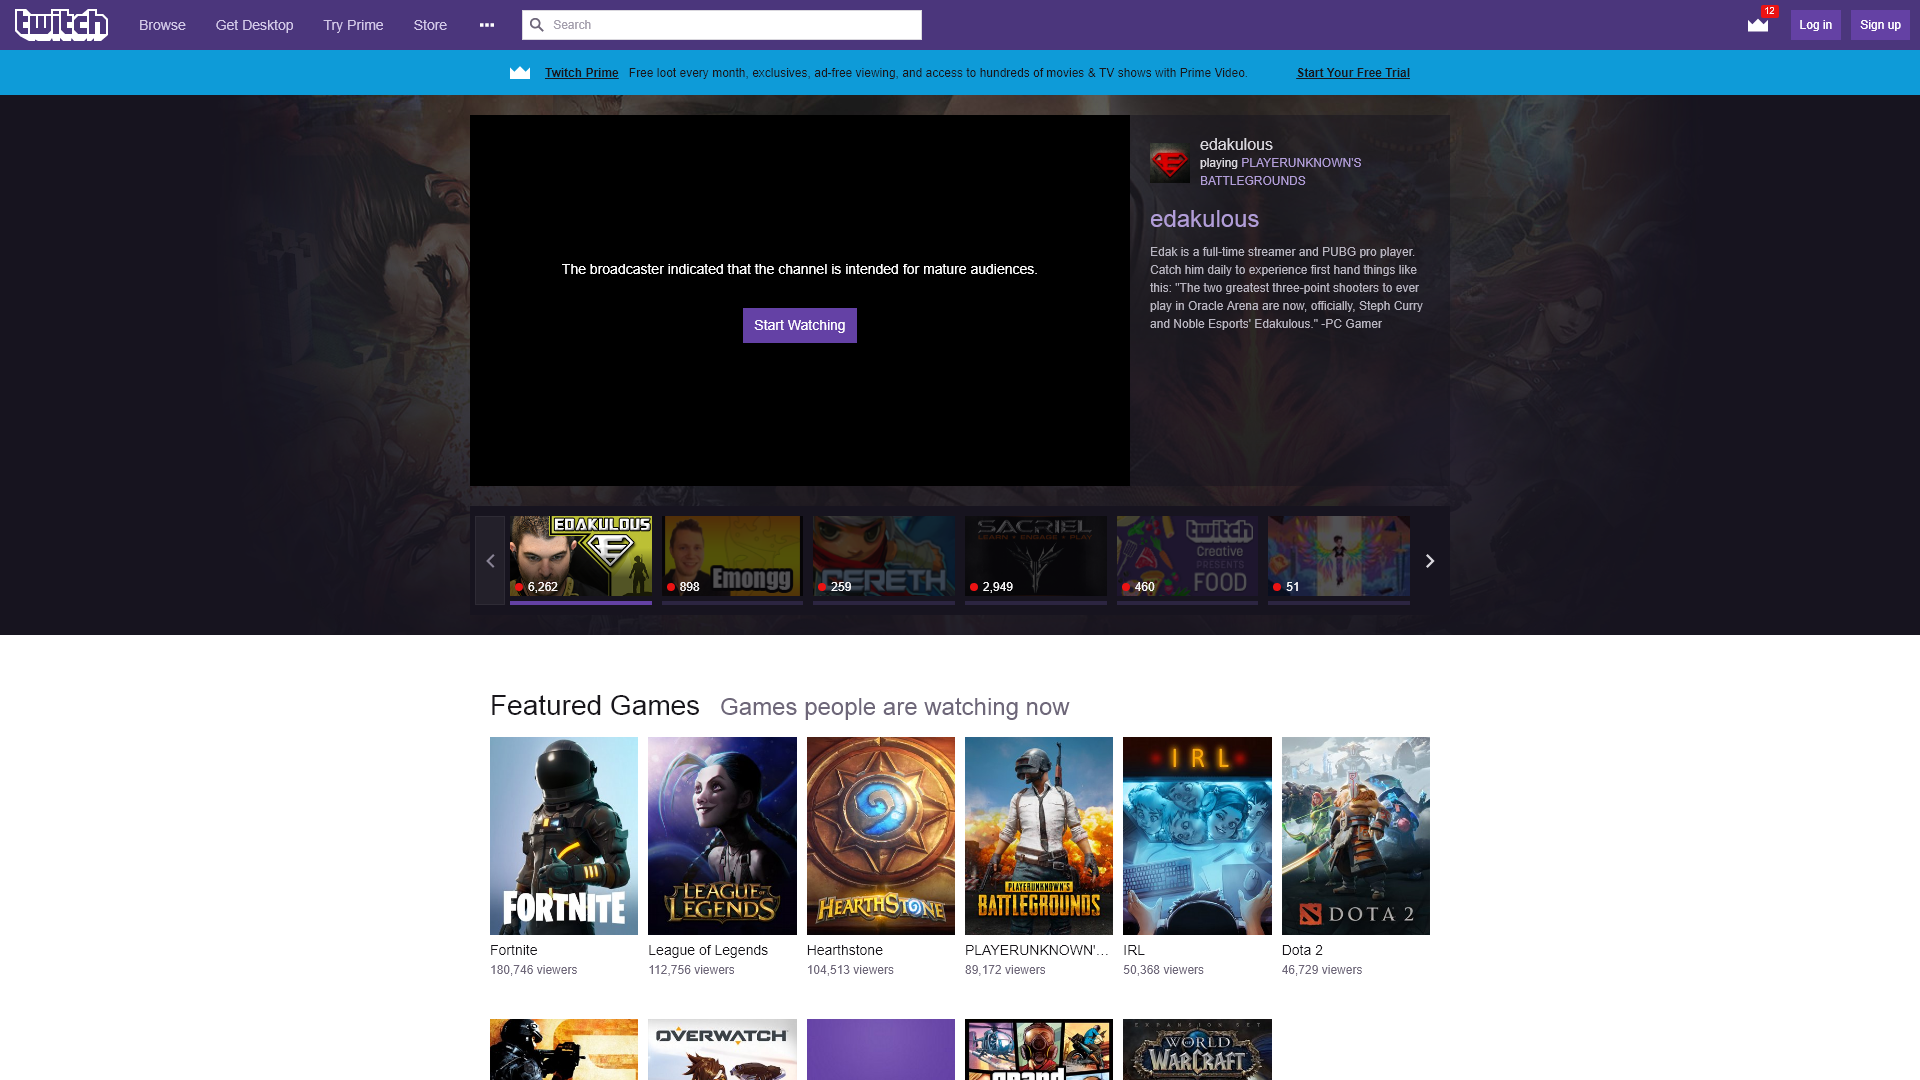 twitch
Browse
Get Desktop
Try Prime
Store
Search
12
Log in
Sign up
Twitch Prime Free loot every month, exclusives, ad-free viewing, and access to hundreds of movies & TV shows with Prime Video. Start Your Free Trial
The broadcaster indicated that the channel is intended for mature audiences.
Start Watching
edakulous
playing PLAYERUNKNOWN'S
BATTLEGROUNDS
edakulous
Edak is a full-time streamer and PUBG pro player.
Catch him daily to experience first hand things like
this: "The two greatest three-point shooters to ever
play in Oracle Arena are now, officially, Steph Curry
and Noble Esports' Edakulous." -PC Gamer
EDAKULOUS
6,262
Emongg
898
259
SACRIEL
LEARN + ENGAGE + PLAY
2,949
twitch
Creative
PRESENTS
FOOD
460
51
Featured Games Games people are watching now
FORTNITE
LEAGUE OF
LEGENDS
HEARTHSTONE
PLAYERUNKNOWN'S
BATTLEGROUNDS
IRL
DOTA 2
Fortnite
180,746 viewers
League of Legends
112,756 viewers
Hearthstone
104,513 viewers
PLAYERUNKNOWN'...
89,172 viewers
IRL
50,368 viewers
Dota 2
46,729 viewers
OVERWATCH
grand
EXPANSION SET
WORLD
WARCRAFT